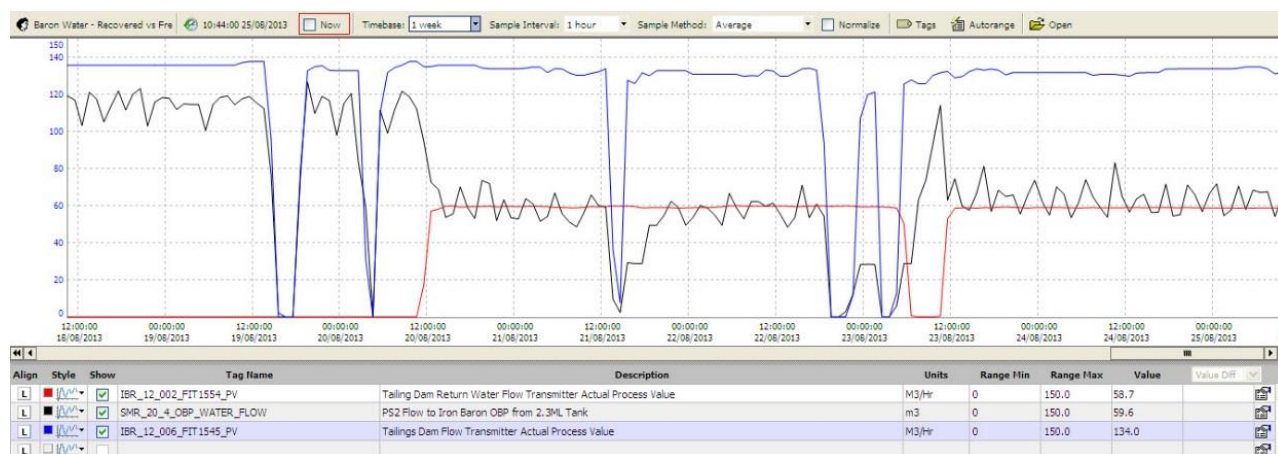 Baron Water - Recovered vs Fre 10:44:00 25/08/2013 Now Timebase: 1 week Sample Interval: 1 hour Sample Method: Average Normalize Tags Autorange Open
150
140
120
100
80
60
40
20
0
12:00:00 00:00:00 12:00:00 00:00:00 12:00:00 00:00:00 12:00:00 00:00:00 12:00:00 00:00:00 12:00:00 00:00:00 12:00:00 00:00:00
18/08/2013 19/08/2013 19/08/2013 20/08/2013 20/08/2013 21/08/2013 21/08/2013 22/08/2013 22/08/2013 23/08/2013 23/08/2013 24/08/2013 24/08/2013 25/08/2013
Align Style Show Tag Name Description Units Range Min Range Max Value Value Diff
L IBR_12_002_FIT1554_PV Tailing Dam Return Water Flow Transmitter Actual Process Value M3/Hr 0 150.0 58.7
L SMR_20_4_OBP_WATER_FLOW PS2 Flow to Iron Baron OBP from 2.3ML Tank m3 0 150.0 59.6
L IBR_12_006_FIT1545_PV Tailings Dam Flow Transmitter Actual Process Value M3/Hr 0 150.0 134.0
L